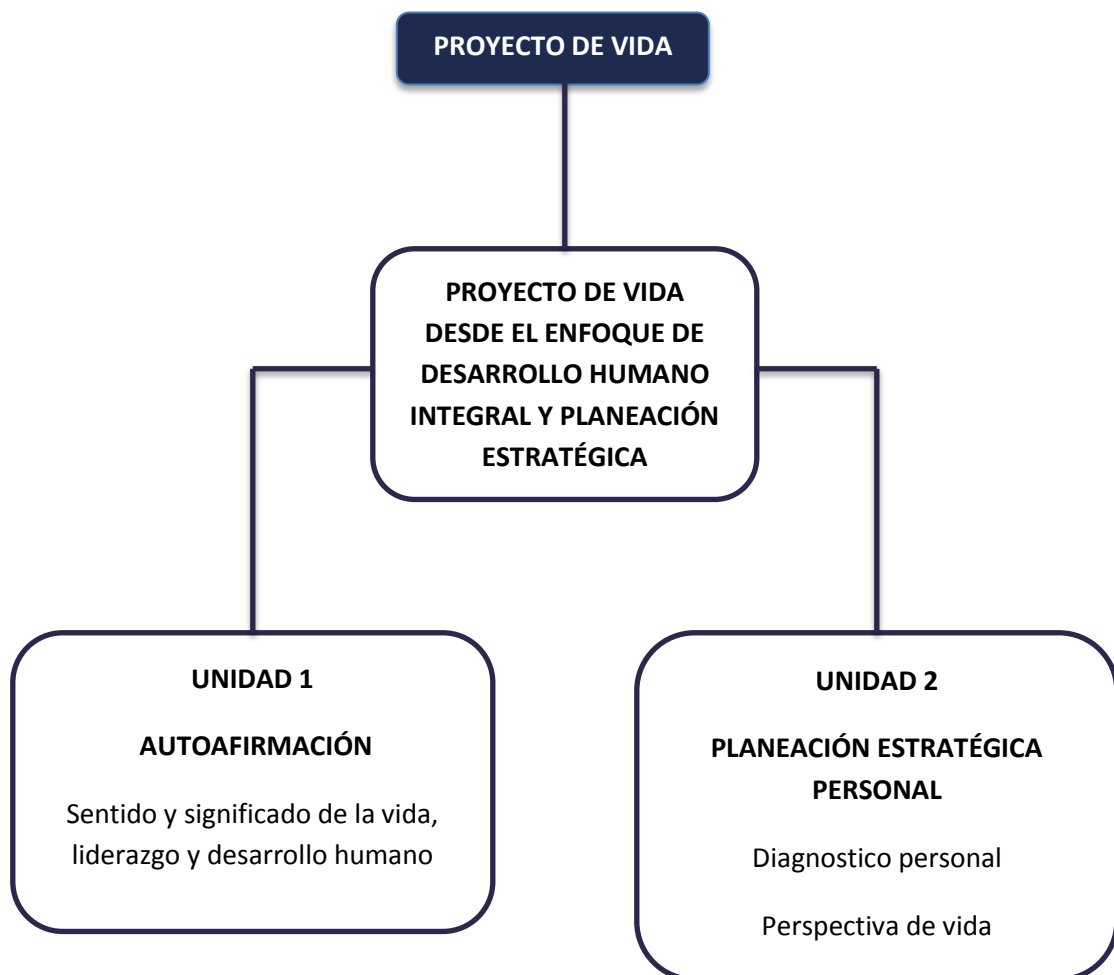 PROYECTO DE VIDA
PROYECTO DE VIDA
DESDE EL ENFOQUE DE
DESARROLLO HUMANO
INTEGRAL Y PLANEACIÓN
ESTRATÉGICA
UNIDAD 1
AUTOAFIRMACIÓN
Sentido y significado de la vida,
liderazgo y desarrollo humano
UNIDAD 2
PLANEACIÓN ESTRATÉGICA
PERSONAL
Diagnostico personal
Perspectiva de vida